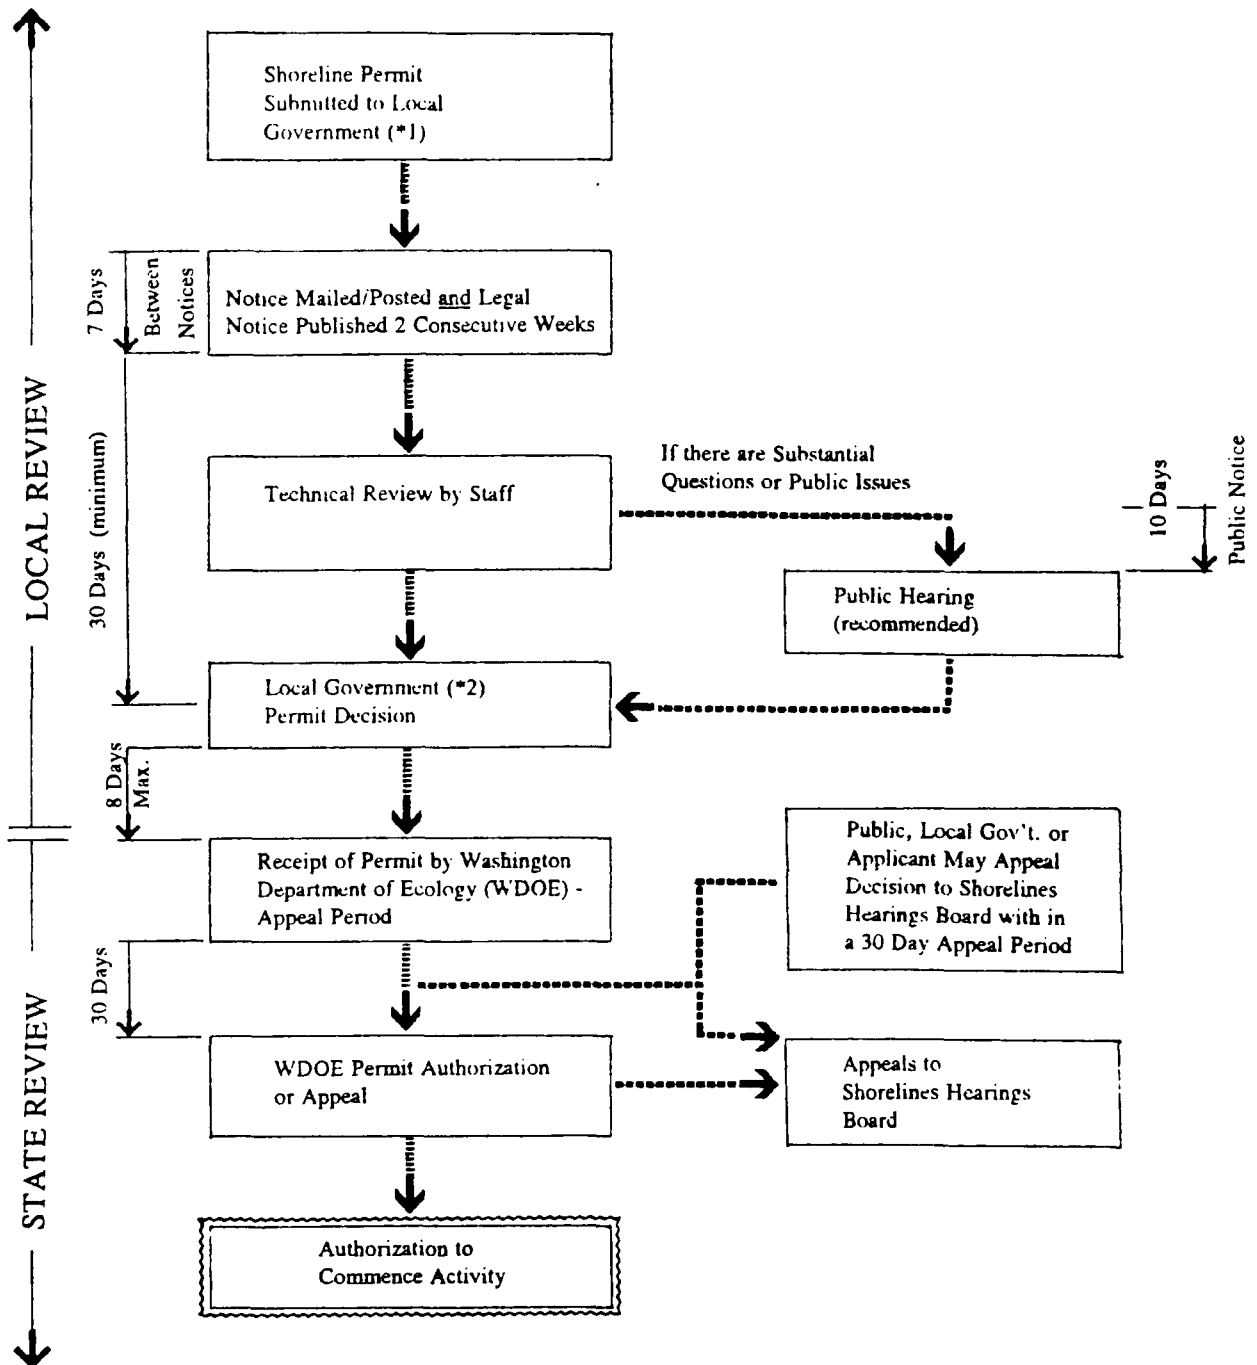 Shoreline Permit
Submitted to Local
Government (*1)
7 Days
Between
Notices
Notice Mailed/Posted and Legal
Notice Published 2 Consecutive Weeks
LOCAL REVIEW
30 Days (minimum)
Technical Review by Staff
If there are Substantial
Questions or Public Issues
10 Days
Public Notice
Public Hearing
(recommended)
Local Government (*2)
Permit Decision
8 Days
Max.
Receipt of Permit by Washington
Department of Ecology (WDOE) -
Appeal Period
Public, Local Gov't. or
Applicant May Appeal
Decision to Shorelines
Hearings Board with in
a 30 Day Appeal Period
STATE REVIEW
30 Days
WDOE Permit Authorization
or Appeal
Appeals to
Shorelines Hearings
Board
Authorization to
Commence Activity